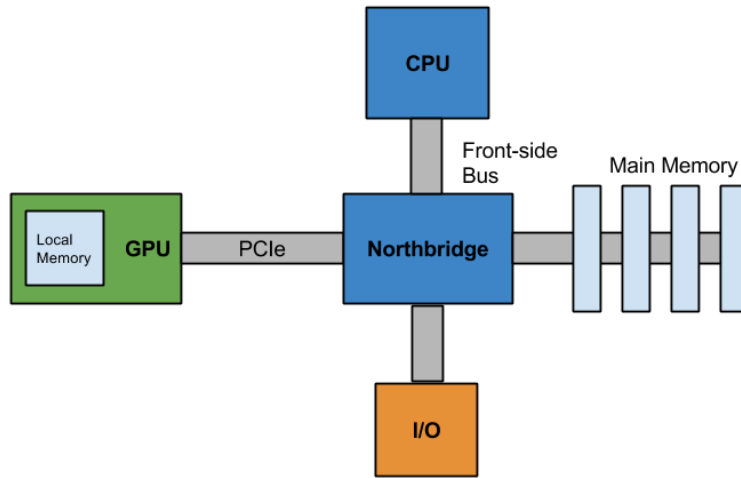 CPU
Front-side
Bus
Main Memory
Local
Memory
GPU
PCIe
Northbridge
I/O